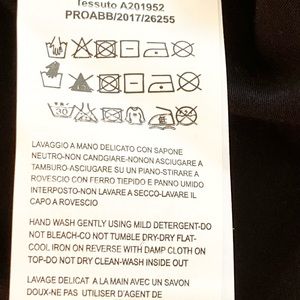 Tessuto A201952
PROABB/2017/26255
30
LAVAGGIO A MANO DELICATO CON SAPONE
NEUTRO-NON CANDGIARE-NONON ASCIUGARE A
TAMBURO-ASCIUGARE SU UN PIANO-STIRARE A
ROVESCIO CON FERRO TIEPIDO E PANNO UMIDO
INTERPOSTO-NON LAVARE A SECCO-LAVARE IL
CAPO A ROVESCIO
HAND WASH GENTLY USING MILD DETERGENT-DO
NOT BLEACH-CO NOT TUMBLE DRY-DRY FLAT-
COOL IRON ON REVERSE WITH DAMP CLOTH ON
TOP-DO NOT DRY CLEAN-WASH INSIDE OUT
LAVAGE DELICAT A LA MAIN AVEC UN SAVON
DOUX-NE PAS UTILISER D'AGENT DE